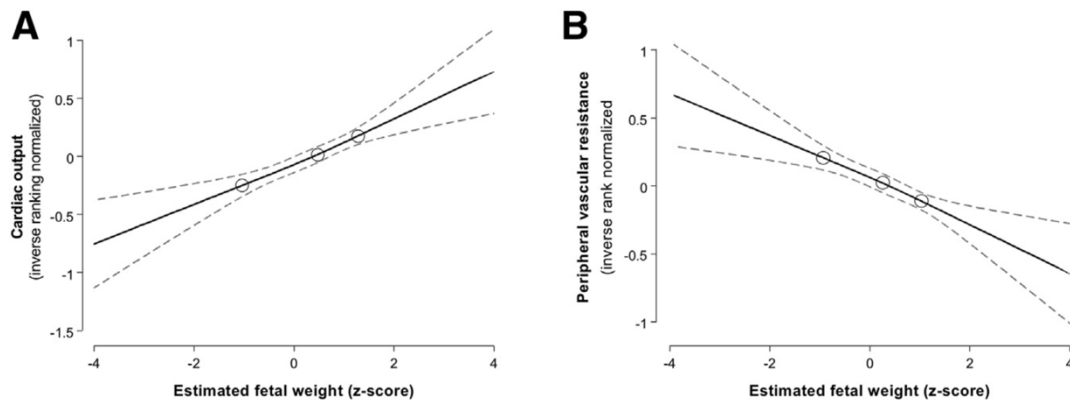 A
1
0.5
0
-0.5
-1
-1.5
Cardiac output
(inverse ranking normalized)
-4
-2
0
2
4
Estimated fetal weight (z-score)
B
1
0.5
0
-0.5
-1
Peripheral vascular resistance
(inverse rank normalized)
-4
-2
0
2
4
Estimated fetal weight (z-score)